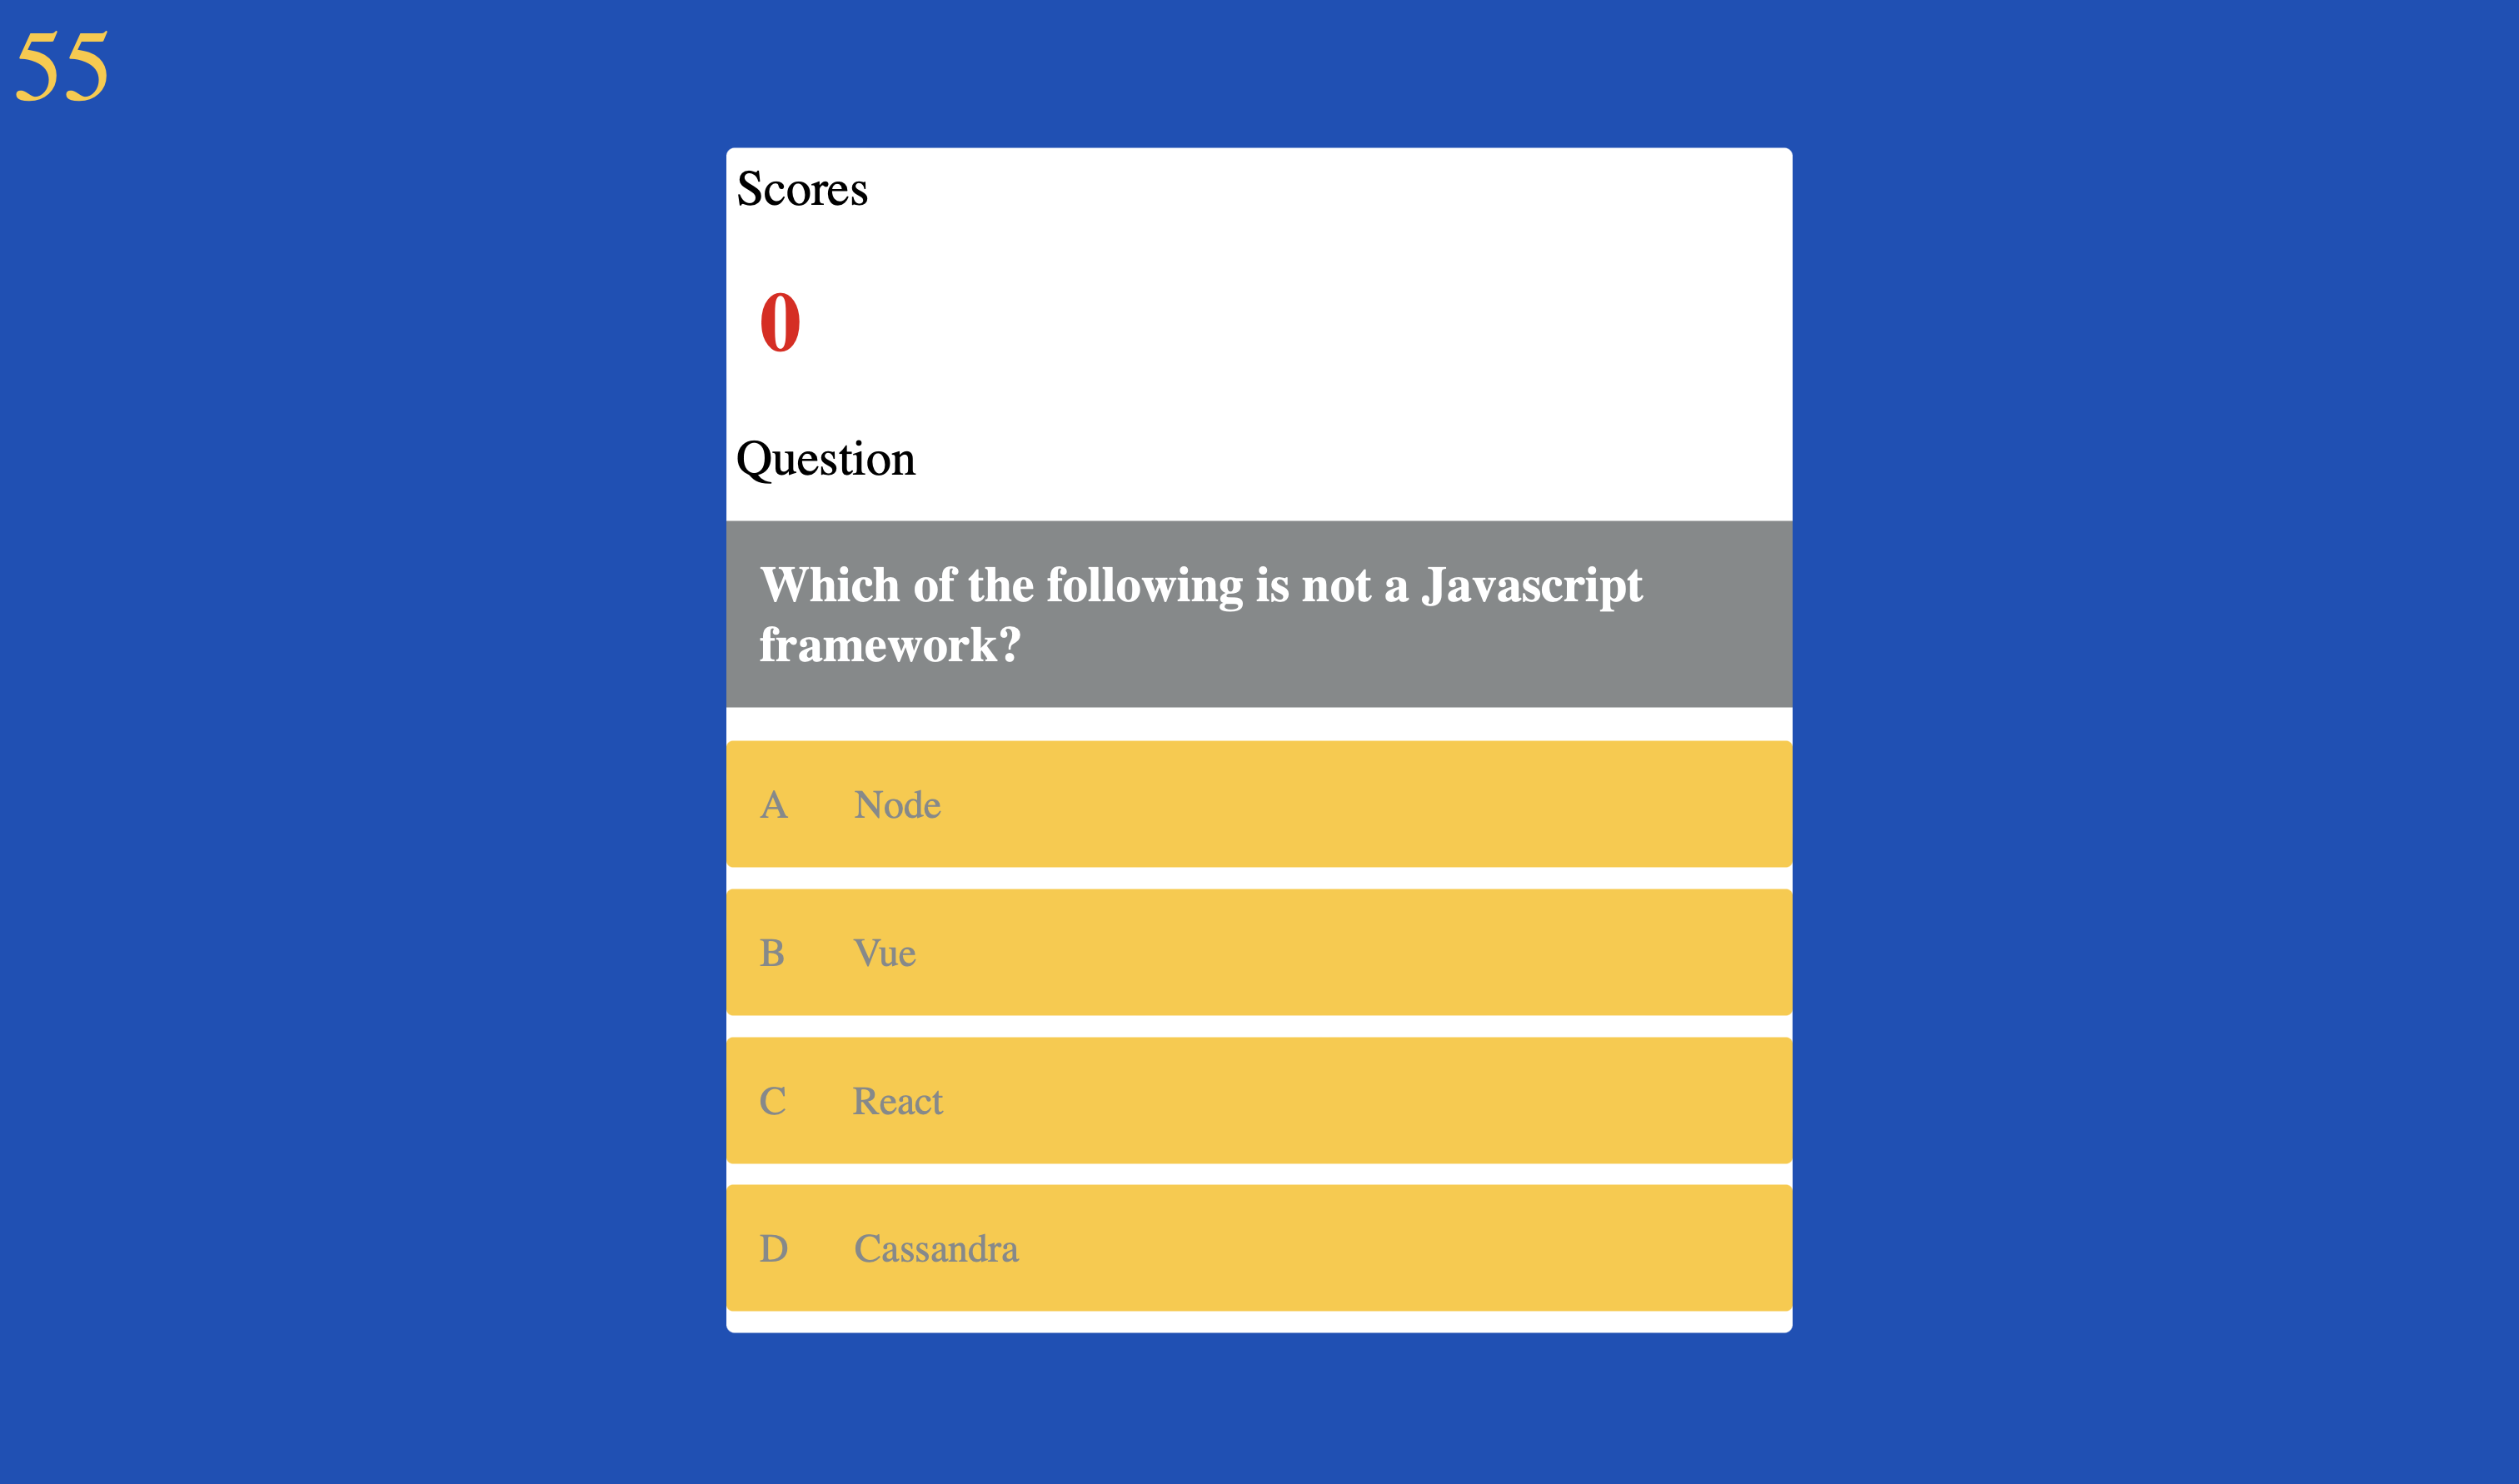 55
Scores
0
Question
Which of the following is not a Javascript
framework?
A Node
B Vue
C React
D Cassandra